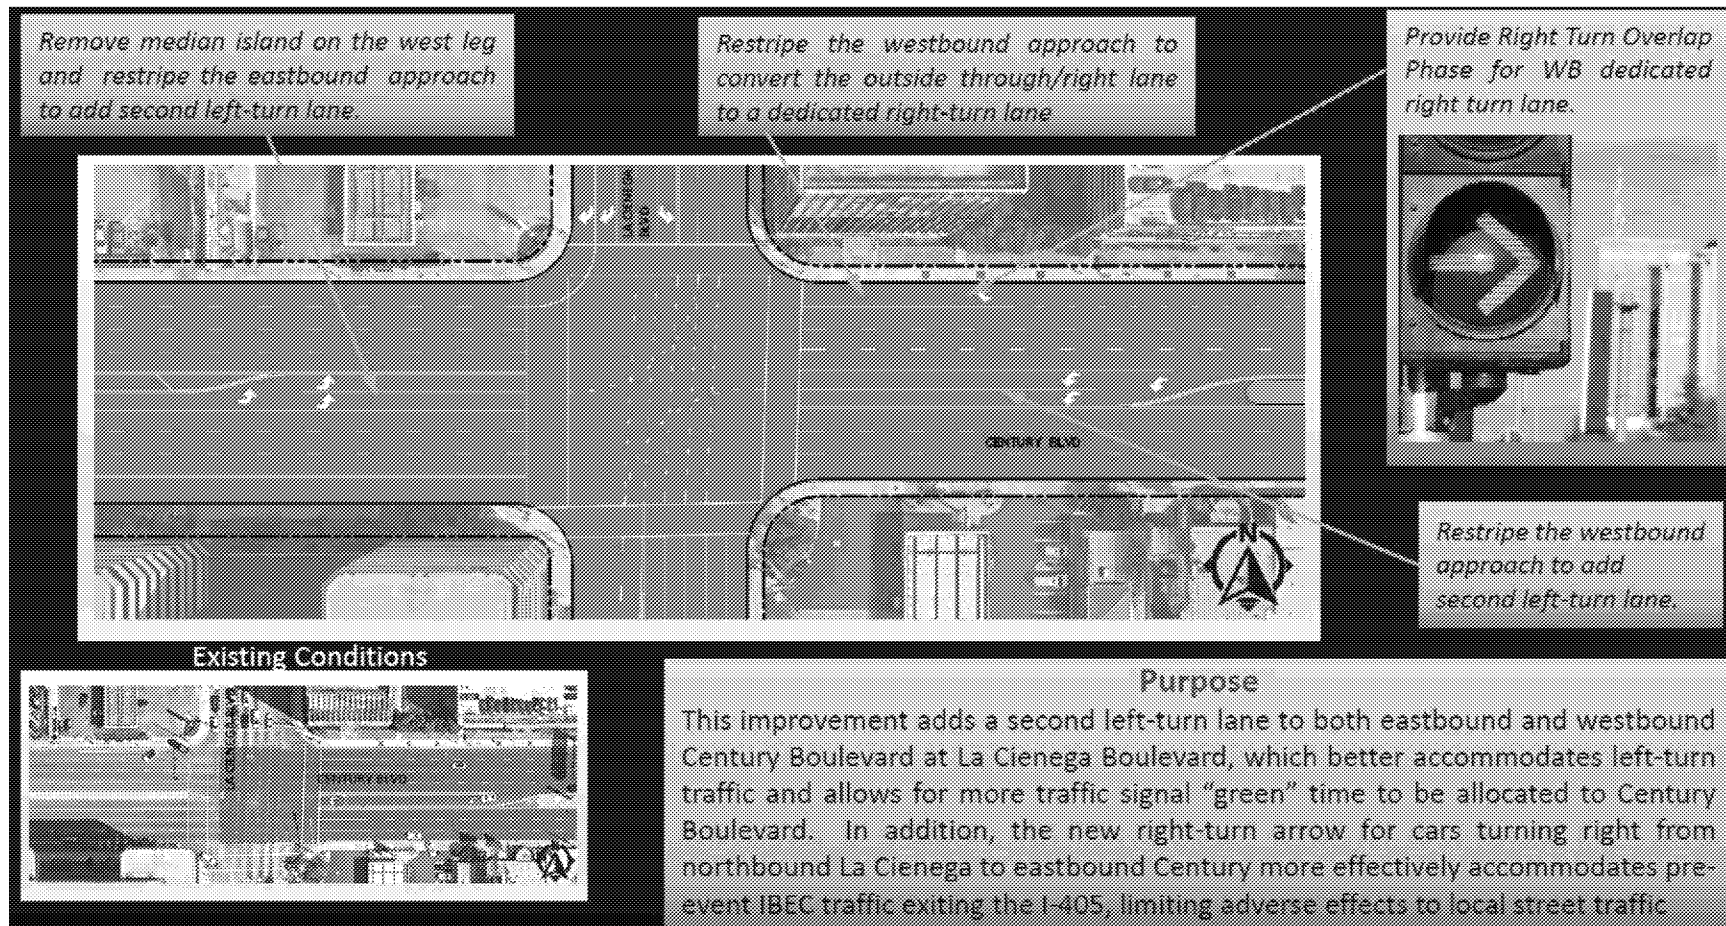 Remove median island on the west leg
and restripe the eastbound approach
to add second left-turn lane.
Restripe the westbound approach to
convert the outside through/right lane
to a dedicated right-turn lane
Provide Right Turn Overlap
Phase for WB dedicated
right turn lane.
LA CIENEGA
BLVD
CENTURY BLVD
N
Restripe the westbound
approach to add
second left-turn lane.
Existing Conditions
LA CIENEGA BLVD
CENTURY BLVD
Purpose
This improvement adds a second left-turn lane to both eastbound and westbound
Century Boulevard at La Cienega Boulevard, which better accommodates left-turn
traffic and allows for more traffic signal “green” time to be allocated to Century
Boulevard. In addition, the new right-turn arrow for cars turning right from
northbound La Cienega to eastbound Century more effectively accommodates pre-
event IBEC traffic exiting the I-405, limiting adverse effects to local street traffic